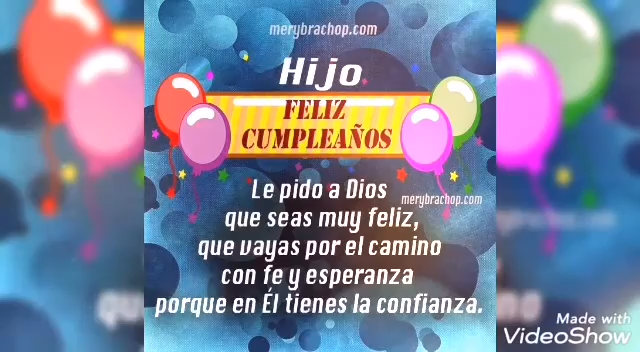 merybrachop.com
Hijo
FELIZ
CUMPLEAÑOS
Le pido a Dios
merybrachop.com
que seas muy feliz,
que vayas por el camino
con fe y esperanza
porque en Él tienes la confianza.
Made with
VideoShow